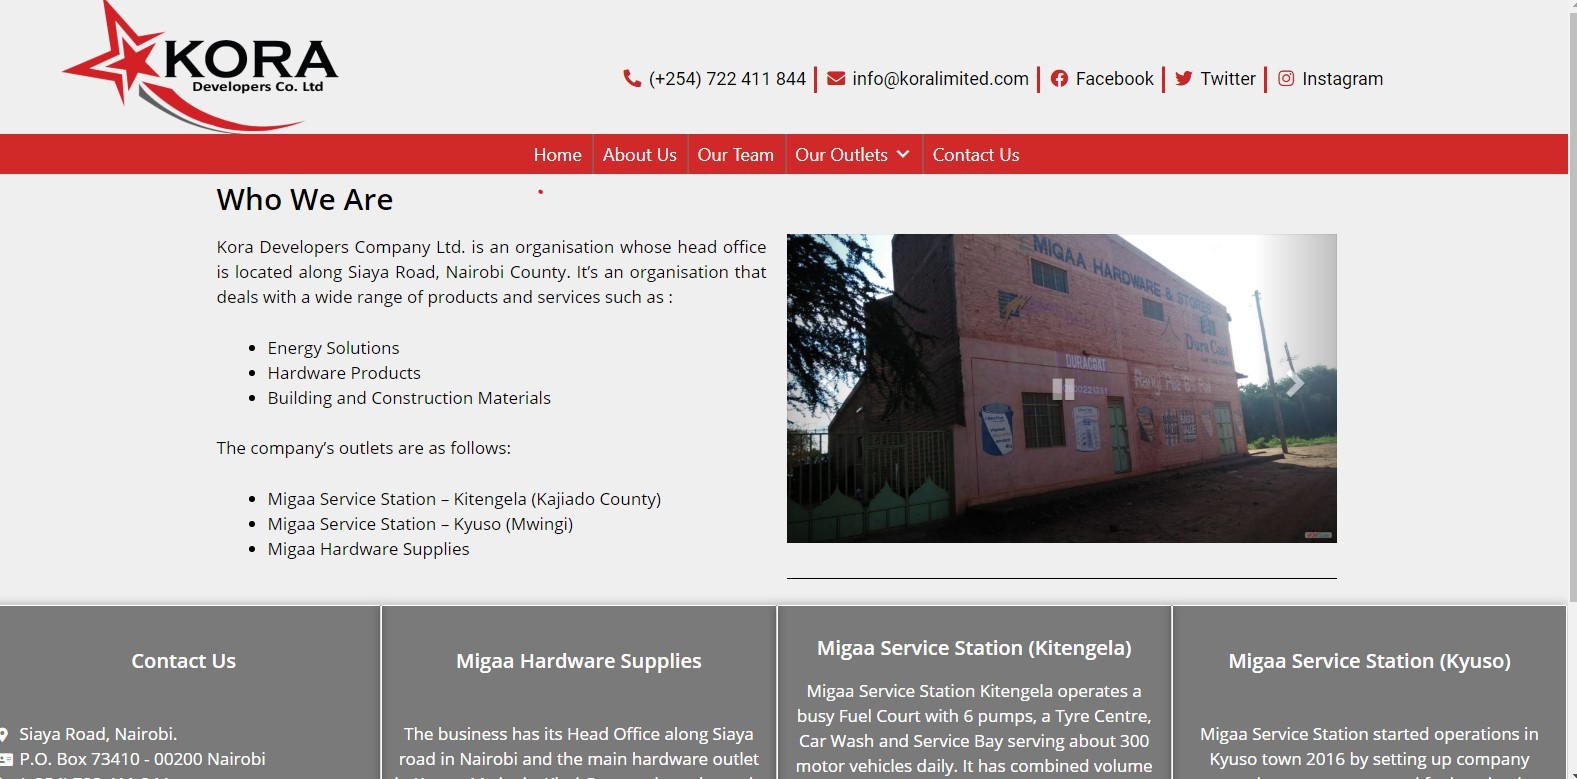 KORA
Developers Co. Ltd
(+254) 722 411 844
info@koralimited.com
Facebook
Twitter
Instagram
Home
About Us
Our Team
Our Outlets
Contact Us
Who We Are
Kora Developers Company Ltd. is an organisation whose head office
is located along Siaya Road, Nairobi County. It’s an organisation that
deals with a wide range of products and services such as :
Energy Solutions
Hardware Products
Building and Construction Materials
The company’s outlets are as follows:
Migaa Service Station – Kitengela (Kajiado County)
Migaa Service Station – Kyuso (Mwingi)
Migaa Hardware Supplies
MIGAA HARDWARE & STORES
Dura Coat
DURACOAT
Contact Us
Siaya Road, Nairobi.
P.O. Box 73410 - 00200 Nairobi
Migaa Hardware Supplies
The business has its Head Office along Siaya
road in Nairobi and the main hardware outlet
Migaa Service Station (Kitengela)
Migaa Service Station Kitengela operates a
busy Fuel Court with 6 pumps, a Tyre Centre,
Car Wash and Service Bay serving about 300
motor vehicles daily. It has combined volume
Migaa Service Station (Kyuso)
Migaa Service Station started operations in
Kyuso town 2016 by setting up company